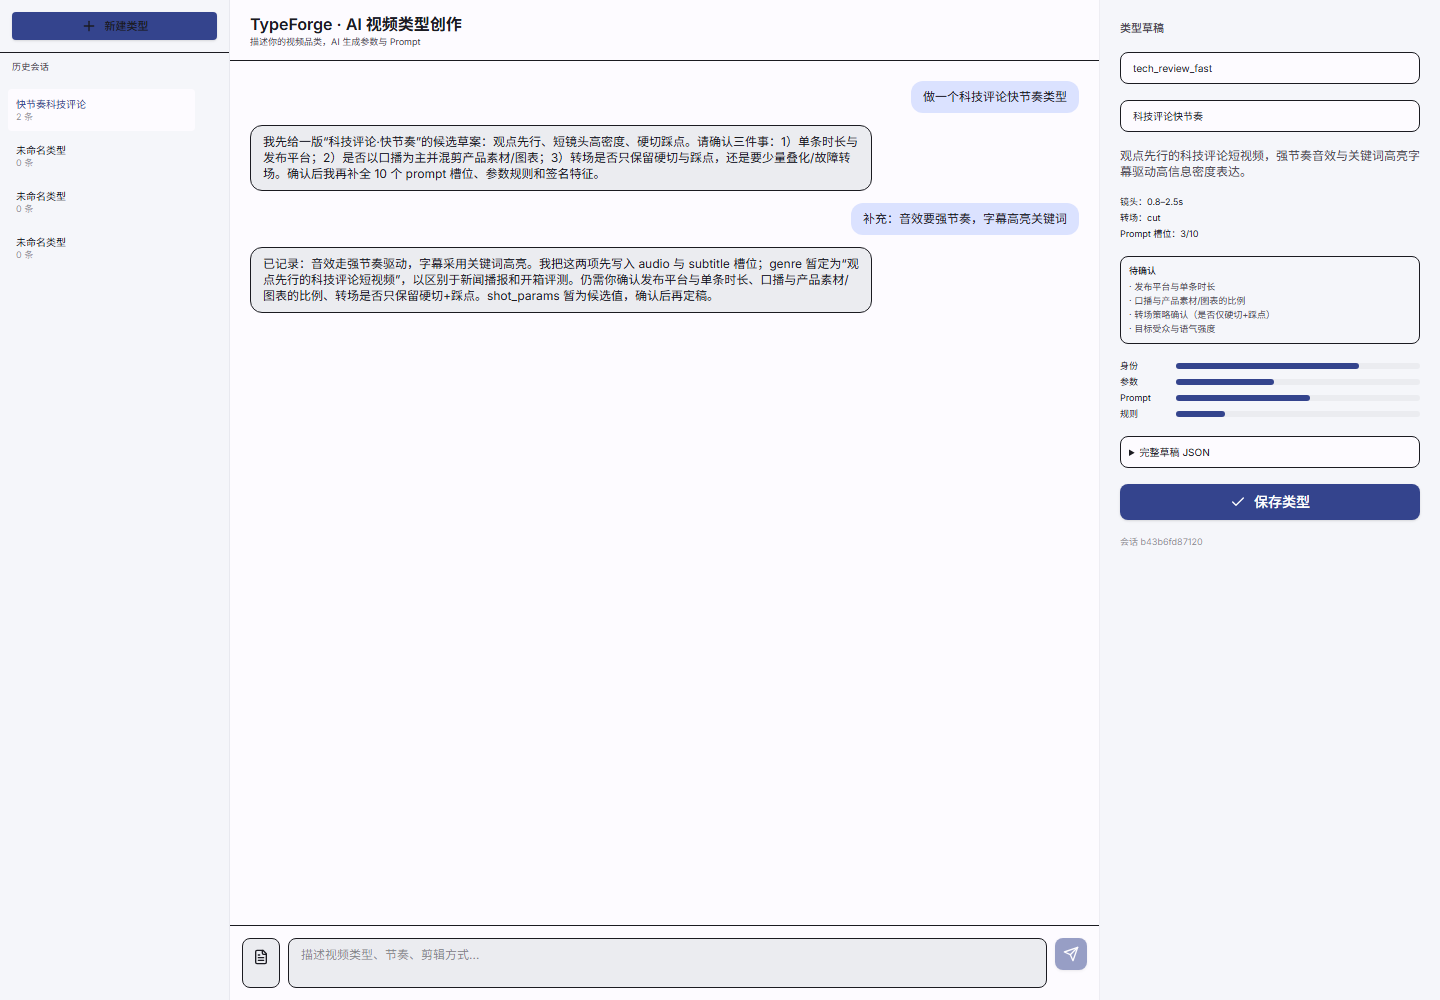 新建类型
历史会话
快节奏科技评论
2 条
未命名类型
0 条
未命名类型
0 条
未命名类型
0 条
TypeForge · AI 视频类型创作
描述你的视频品类，AI 生成参数与 Prompt
做一个科技评论快节奏类型
我先给一版“科技评论·快节奏”的候选草案：观点先行、短镜头高密度、硬切踩点。请确认三件事：1）单条时长与
发布平台；2）是否以口播为主并混剪产品素材/图表；3）转场是否只保留硬切与踩点，还是要少量叠化/故障转
场。确认后我再补全 10 个 prompt 槽位、参数规则和签名特征。
补充：音效要强节奏，字幕高亮关键词
已记录：音效走强节奏驱动，字幕采用关键词高亮。我把这两项先写入 audio 与 subtitle 槽位；genre 暂定为“观
点先行的科技评论短视频”，以区别于新闻播报和开箱评测。仍需你确认发布平台与单条时长、口播与产品素材/
图表的比例、转场是否只保留硬切+踩点。shot_params 暂为候选值，确认后再定稿。
描述视频类型、节奏、剪辑方式...
类型草稿
tech_review_fast
科技评论快节奏
观点先行的科技评论短视频，强节奏音效与关键词高亮字
幕驱动高信息密度表达。
镜头：0.8–2.5s
转场：cut
Prompt 槽位：3/10
待确认
· 发布平台与单条时长
· 口播与产品素材/图表的比例
· 转场策略确认（是否仅硬切+踩点）
· 目标受众与语气强度
身份
参数
Prompt
规则
▶ 完整草稿 JSON
保存类型
会话 b43b6fd87120